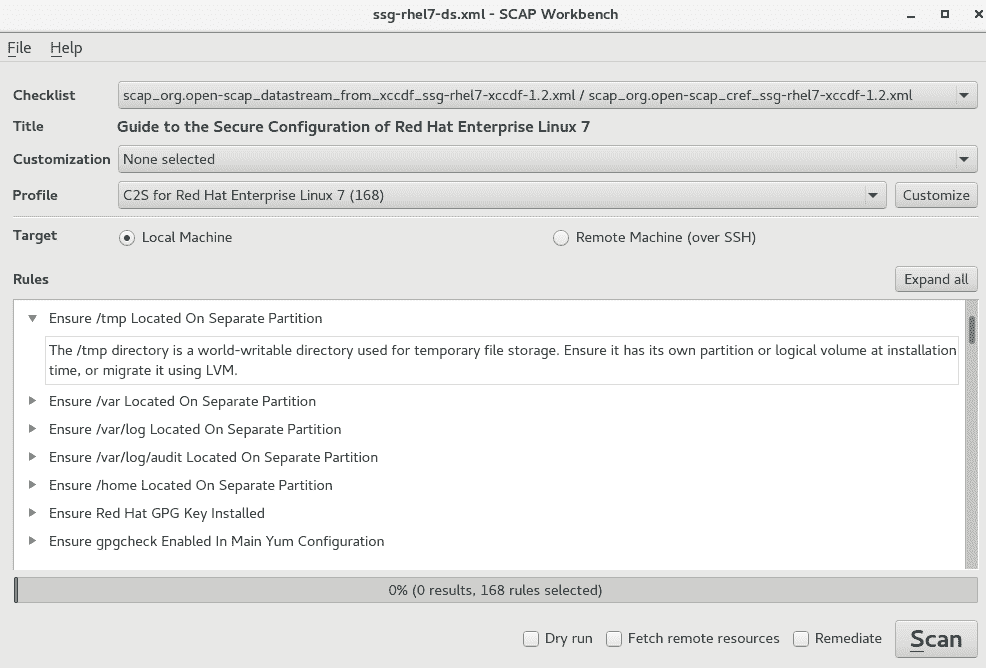 ssg-rhel7-ds.xml - SCAP Workbench
File Help
Checklist scap_org.open-scap_datastream_from_xccdf_ssg-rhel7-xccdf-1.2.xml / scap_org.open-scap_cref_ssg-rhel7-xccdf-1.2.xml
Title Guide to the Secure Configuration of Red Hat Enterprise Linux 7
Customization None selected
Profile C2S for Red Hat Enterprise Linux 7 (168) Customize
Target Local Machine Remote Machine (over SSH)
Rules Expand all
Ensure /tmp Located On Separate Partition
The /tmp directory is a world-writable directory used for temporary file storage. Ensure it has its own partition or logical volume at installation
time, or migrate it using LVM.
Ensure /var Located On Separate Partition
Ensure /var/log Located On Separate Partition
Ensure /var/log/audit Located On Separate Partition
Ensure /home Located On Separate Partition
Ensure Red Hat GPG Key Installed
Ensure gpgcheck Enabled In Main Yum Configuration
0% (0 results, 168 rules selected)
Dry run Fetch remote resources Remediate Scan